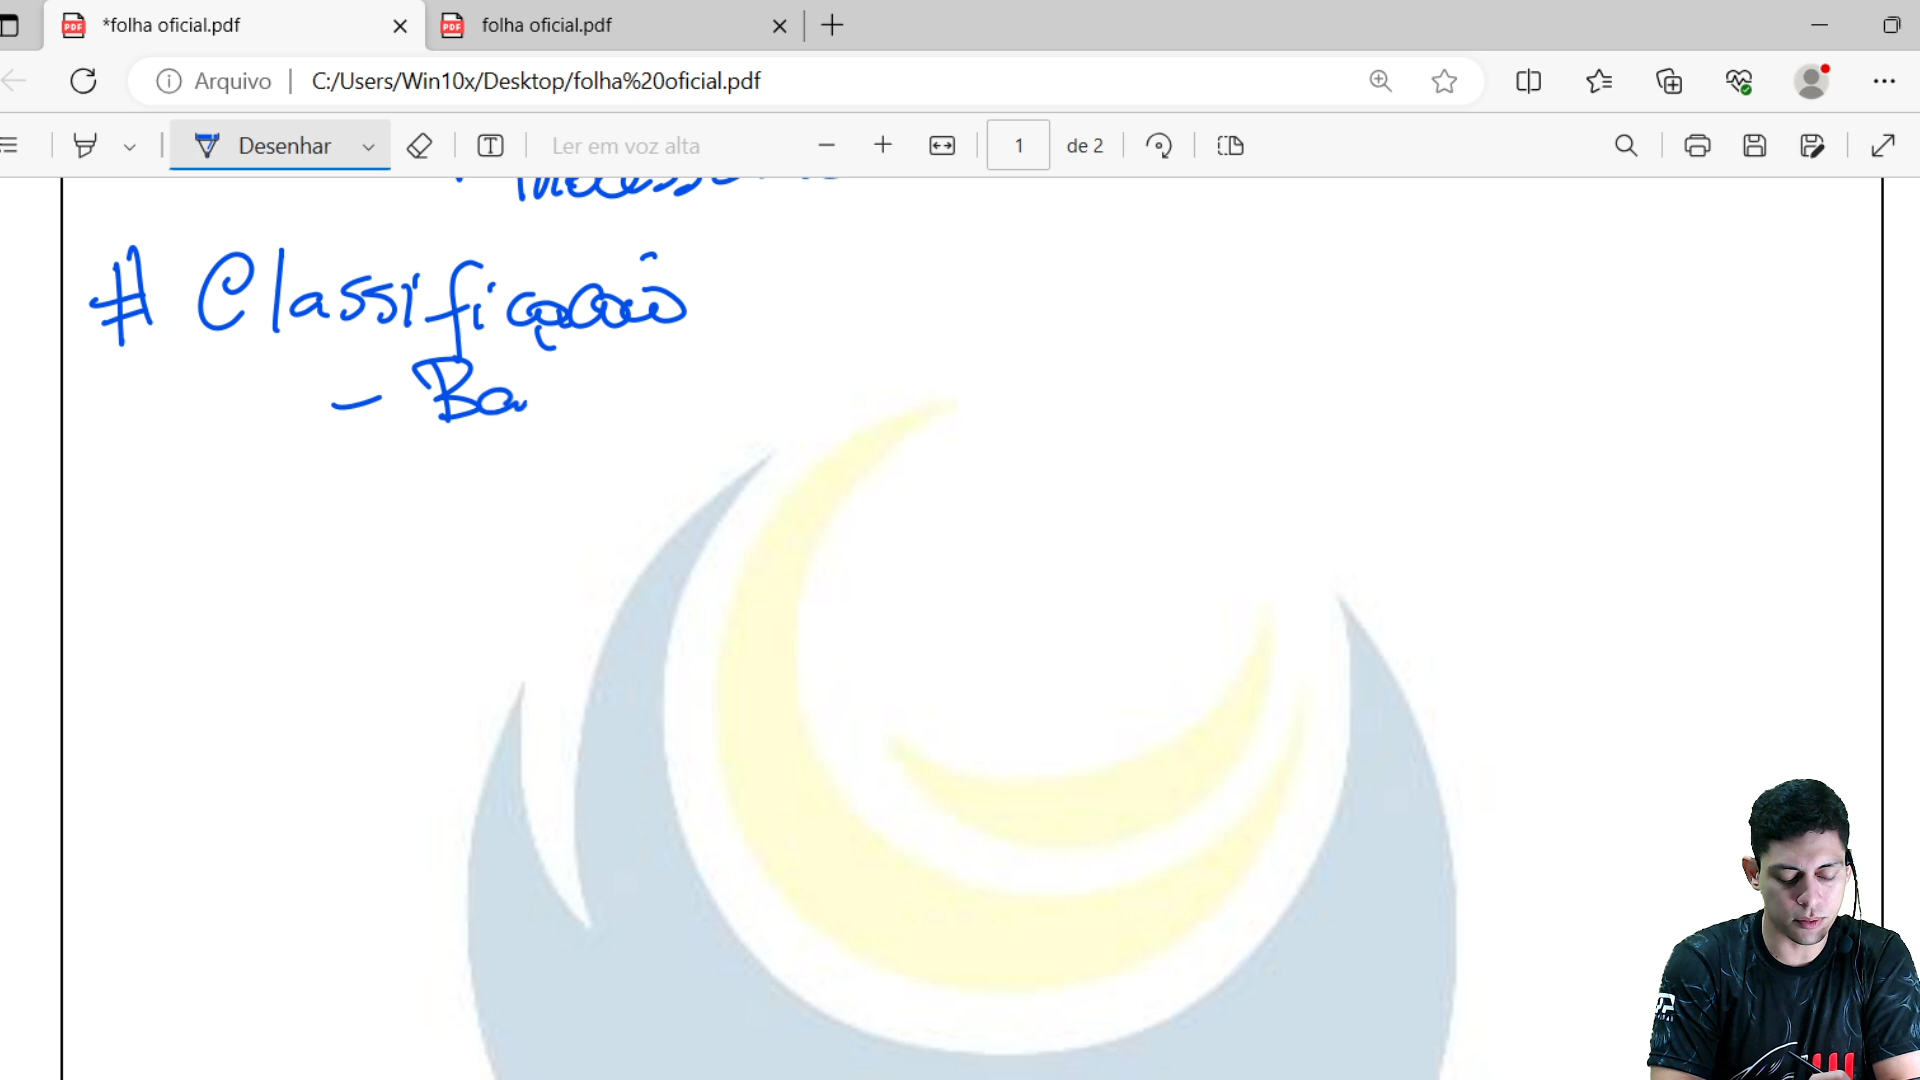 *folha oficial.pdf
folha oficial.pdf
Arquivo
C:/Users/Win10x/Desktop/folha%20oficial.pdf
Desenhar
Ler em voz alta
1
de 2
# Classificação
- Ba